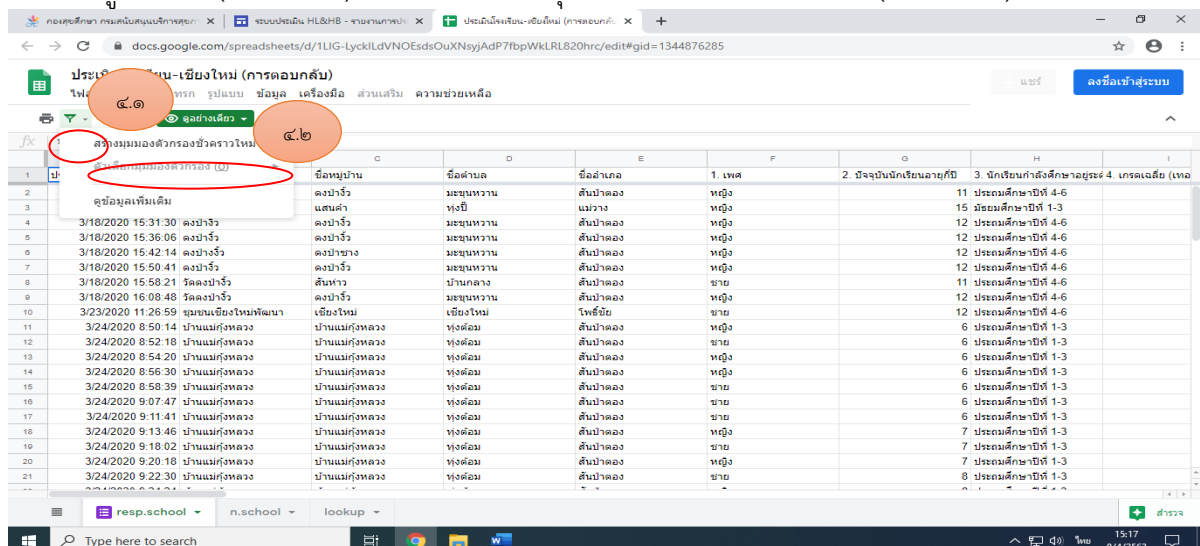 กองสุขศึกษา กรมสนับสนุนบริการสุขภ
ระบบประเมิน HL&HB - รายงานการประ
ประเมินโรงเรียน-เชียงใหม่ (การตอบกลับ
docs.google.com/spreadsheets/d/1LIG-LyckILdVNOEsdsOuXNsyjAdP7fbpWkLRL820hrc/edit#gid=1344876285
ียน-เชียงใหม่ (การตอบกลับ)
รูปแบบ ข้อมูล เครื่องมือ ส่วนเสริม ความช่วยเหลือ
แชร์
ลงชื่อเข้าสู่ระบบ
๔.๑
ดูอย่างเดียว
๔.๒
fx
สร้างมุมมองตัวกรองชั่วคราวใหม่
ตัวเลือกมุมมองตัวกรอง (O)
ดูข้อมูลเพิ่มเติม
C D E F G H I
1 ชื่อหมู่บ้าน ชื่อตำบล ชื่ออำเภอ 1. เพศ 2. ปัจจุบันนักเรียนอายุกี่ปี 3. นักเรียนกำลังศึกษาอยู่ระดั 4. เกรดเฉลี่ย (เทอ
2 ดงป่างิ้ว มะขุนหวาน สันป่าตอง หญิง 11 ประถมศึกษาปีที่ 4-6
3 แสนคำ ทุ่งปี้ แม่วาง หญิง 15 มัธยมศึกษาปีที่ 1-3
4 3/18/2020 15:31:30 ดงป่างิ้ว ดงป่างิ้ว มะขุนหวาน สันป่าตอง หญิง 12 ประถมศึกษาปีที่ 4-6
5 3/18/2020 15:36:06 ดงป่างิ้ว ดงป่างิ้ว มะขุนหวาน สันป่าตอง หญิง 12 ประถมศึกษาปีที่ 4-6
6 3/18/2020 15:42:14 ดงป่างิ้ว ดงป่าซาง มะขุนหวาน สันป่าตอง หญิง 12 ประถมศึกษาปีที่ 4-6
7 3/18/2020 15:50:41 ดงป่างิ้ว ดงป่างิ้ว มะขุนหวาน สันป่าตอง หญิง 12 ประถมศึกษาปีที่ 4-6
8 3/18/2020 15:58:21 วัดดงป่างิ้ว สันห่าว บ้านกลาง สันป่าตอง ชาย 11 ประถมศึกษาปีที่ 4-6
9 3/18/2020 16:08:48 วัดดงป่างิ้ว ดงป่างิ้ว มะขุนหวาน สันป่าตอง หญิง 12 ประถมศึกษาปีที่ 4-6
10 3/23/2020 11:26:59 ชุมชนเชียงใหม่พัฒนา เชียงใหม่ เชียงใหม่ โพธิ์ชัย ชาย 12 ประถมศึกษาปีที่ 4-6
11 3/24/2020 8:50:14 บ้านแม่กุ้งหลวง บ้านแม่กุ้งหลวง ทุ่งต้อม สันป่าตอง หญิง 6 ประถมศึกษาปีที่ 1-3
12 3/24/2020 8:52:18 บ้านแม่กุ้งหลวง บ้านแม่กุ้งหลวง ทุ่งต้อม สันป่าตอง ชาย 6 ประถมศึกษาปีที่ 1-3
13 3/24/2020 8:54:20 บ้านแม่กุ้งหลวง บ้านแม่กุ้งหลวง ทุ่งต้อม สันป่าตอง หญิง 6 ประถมศึกษาปีที่ 1-3
14 3/24/2020 8:56:30 บ้านแม่กุ้งหลวง บ้านแม่กุ้งหลวง ทุ่งต้อม สันป่าตอง หญิง 6 ประถมศึกษาปีที่ 1-3
15 3/24/2020 8:58:39 บ้านแม่กุ้งหลวง บ้านแม่กุ้งหลวง ทุ่งต้อม สันป่าตอง ชาย 6 ประถมศึกษาปีที่ 1-3
16 3/24/2020 9:07:47 บ้านแม่กุ้งหลวง บ้านแม่กุ้งหลวง ทุ่งต้อม สันป่าตอง ชาย 6 ประถมศึกษาปีที่ 1-3
17 3/24/2020 9:11:41 บ้านแม่กุ้งหลวง บ้านแม่กุ้งหลวง ทุ่งต้อม สันป่าตอง ชาย 6 ประถมศึกษาปีที่ 1-3
18 3/24/2020 9:13:46 บ้านแม่กุ้งหลวง บ้านแม่กุ้งหลวง ทุ่งต้อม สันป่าตอง หญิง 7 ประถมศึกษาปีที่ 1-3
19 3/24/2020 9:18:02 บ้านแม่กุ้งหลวง บ้านแม่กุ้งหลวง ทุ่งต้อม สันป่าตอง ชาย 7 ประถมศึกษาปีที่ 1-3
20 3/24/2020 9:20:18 บ้านแม่กุ้งหลวง บ้านแม่กุ้งหลวง ทุ่งต้อม สันป่าตอง หญิง 7 ประถมศึกษาปีที่ 1-3
21 3/24/2020 9:22:30 บ้านแม่กุ้งหลวง บ้านแม่กุ้งหลวง ทุ่งต้อม สันป่าตอง ชาย 8 ประถมศึกษาปีที่ 1-3
resp.school n.school lookup สำรวจ
Type here to search
ไทย 15:17